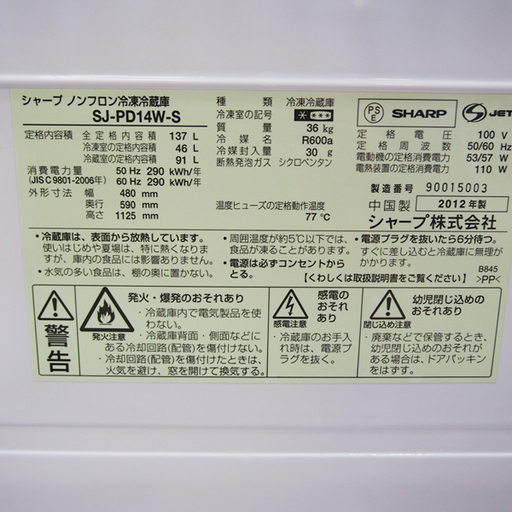 シャープ ノンフロン冷凍冷蔵庫
SJ-PD14W-S
定格内容積 全定格内容積 137 L
冷凍室の定格内容積 46 L
冷蔵室の定格内容積 91 L
消費電力量 50 Hz 290 kWh/年
(JIS C 9801-2006年) 60 Hz 290 kWh/年
外形寸法 幅 480 mm
奥行 590 mm
高さ 1125 mm
種類 冷凍冷蔵庫
冷凍室の記号
質量 36 kg
冷媒 R600a
冷媒封入量 30 g
断熱発泡ガス シクロペンタン
温度ヒューズの定格動作温度
77 ℃
PS E SHARP JET
定格電圧 100 V
定格周波数 50/60 Hz
電動機の定格消費電力 53/57 W
電熱装置の定格消費電力 110 W
製造番号 90015003
中国製 2012年製
シャープ株式会社
• 冷蔵庫は、表面から放熱しています。
使いはじめや夏場に、特に熱く感じます
が、庫内の食品には影響ありません。
• 水気の多い食品は、棚の奥に置かない。
• 周囲温度が約5℃以下では、
食品が凍結することがあり
ます。
• 電源は必ずコンセントから
とる。
• 電源プラグを抜いたら6分待つ。
すぐに差し込むと冷蔵庫に無理が
かかります。
【くわしくは取扱説明書をご覧ください】
B845
>PP<
警告
発火注意
発火・爆発のおそれあり
• 冷蔵庫内で電気製品を使
わない。
• 冷蔵庫背面・側面などに
ある冷却回路(配管)を傷付けない。
• 冷却回路(配管)を傷付けたときは、
火気を避け、窓を開けて換気する。
感電注意
感電の
おそれあり
• 冷蔵庫のお手入
れ時は、電源プ
ラグを抜く。
閉じ込め注意
幼児閉じ込めの
おそれあり
• 廃棄などで保管するとき、
幼児の閉じ込めが懸念さ
れる場合は、ドアパッキン
をはずす。